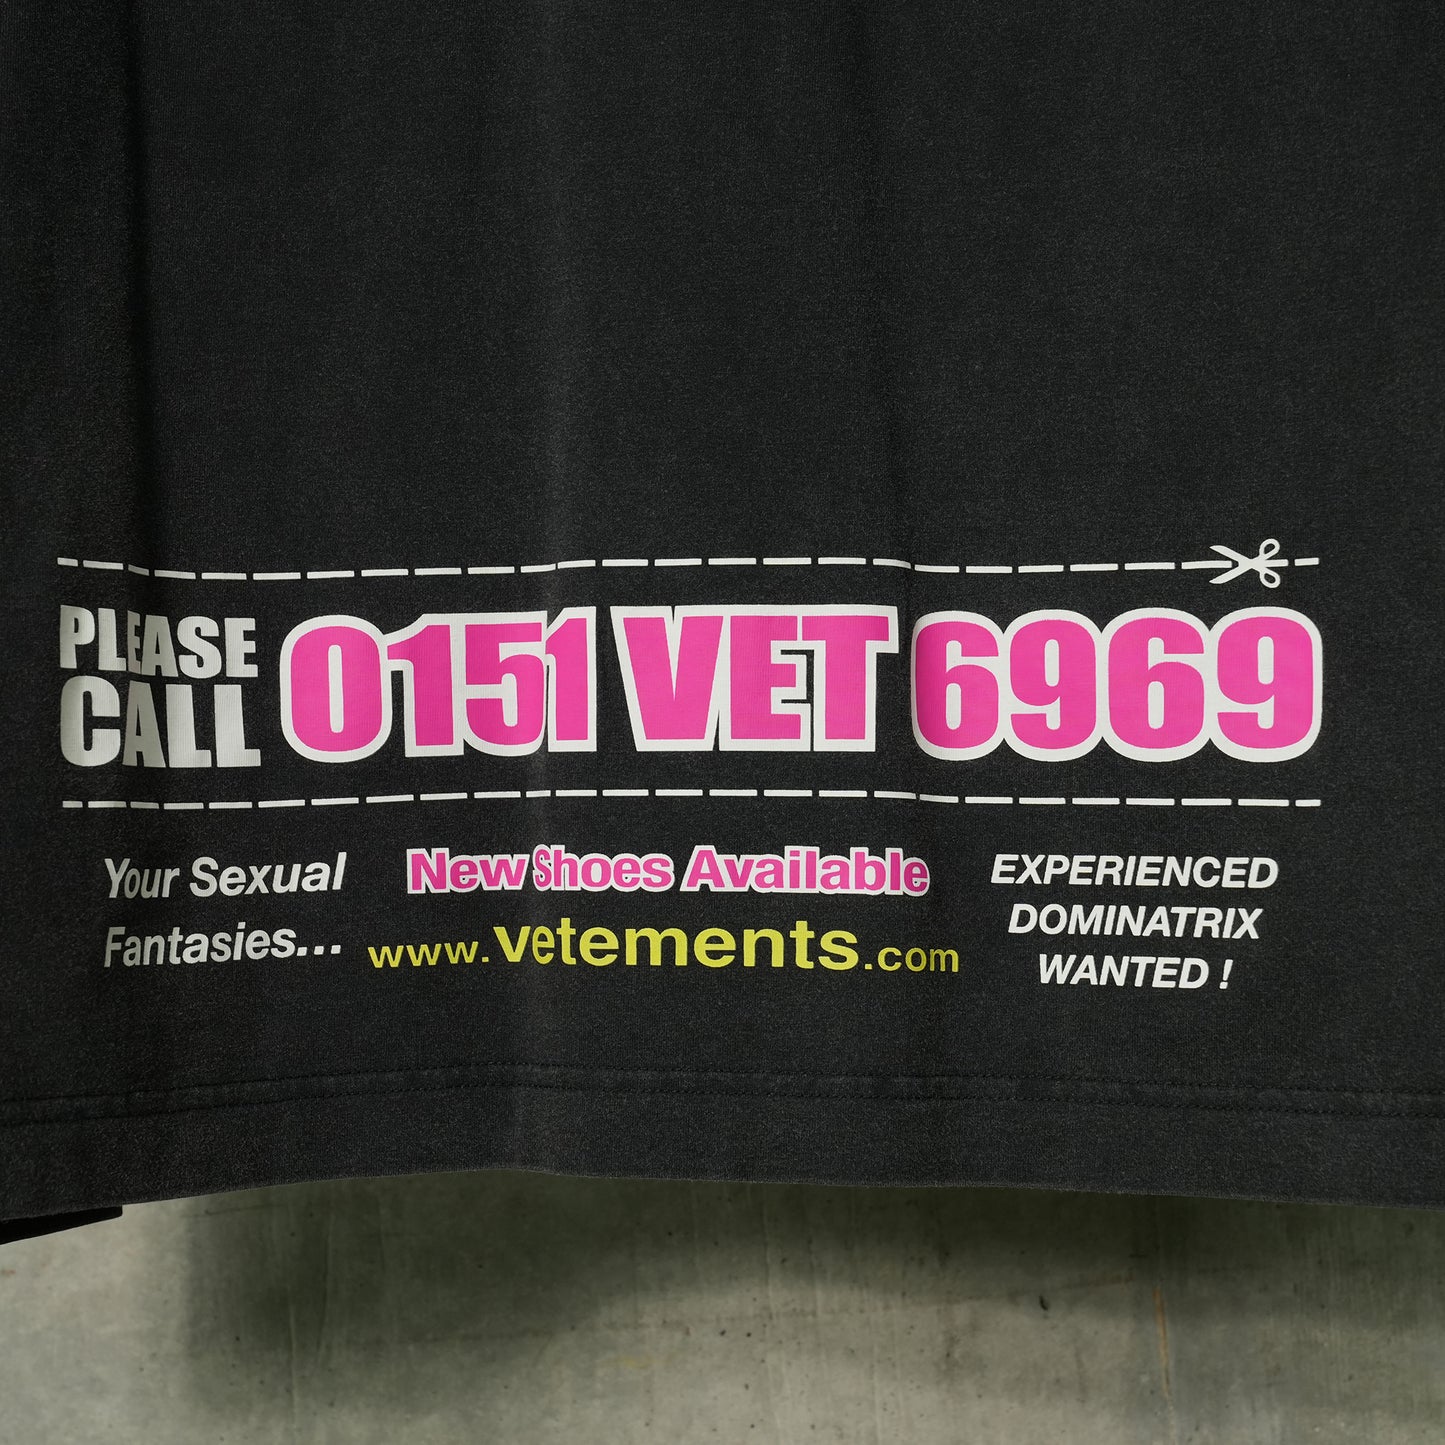 PLEASE
CALL
0151 VET 6969
Your Sexual
Fantasies...
New Shoes Available
www.vetements.com
EXPERIENCED
DOMINATRIX
WANTED !